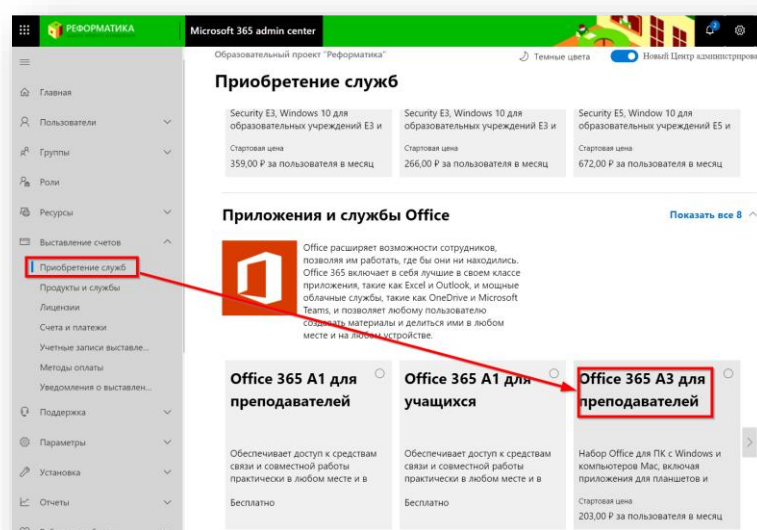 РЕФОРМАТИКА
Microsoft 365 admin center
2
Образовательный проект "Реформатика"
Темные цвета
Новый Центр администриров
Приобретение служб
Главная
Пользователи
Группы
Роли
Ресурсы
Выставление счетов
Приобретение служб
Продукты и службы
Лицензии
Счета и платежи
Учетные записи выставле...
Методы оплаты
Уведомления о выставлен...
Поддержка
Параметры
Установка
Отчеты
Security E3, Windows 10 для
образовательных учреждений E3 и
Стартовая цена
359,00 ₽ за пользователя в месяц
Security E3, Windows 10 для
образовательных учреждений E3 и
Стартовая цена
266,00 ₽ за пользователя в месяц
Security E5, Window 10 для
образовательных учреждений E5 и
Стартовая цена
672,00 ₽ за пользователя в месяц
Приложения и службы Office
Показать все 8
Office расширяет возможности сотрудников,
позволяя им работать, где бы они ни находились.
Office 365 включает в себя лучшие в своем классе
приложения, такие как Excel и Outlook, и мощные
облачные службы, такие как OneDrive и Microsoft
Teams, и позволяет любому пользователю
создавать материалы и делиться ими в любом
месте и на любом устройстве.
Office 365 A1 для
преподавателей
Обеспечивает доступ к средствам
связи и совместной работы
практически в любом месте и в
Бесплатно
Office 365 A1 для
учащихся
Обеспечивает доступ к средствам
связи и совместной работы
практически в любом месте и в
Бесплатно
Office 365 A3 для
преподавателей
Набор Office для ПК с Windows и
компьютеров Mac, включая
приложения для планшетов и
Стартовая цена
203,00 ₽ за пользователя в месяц